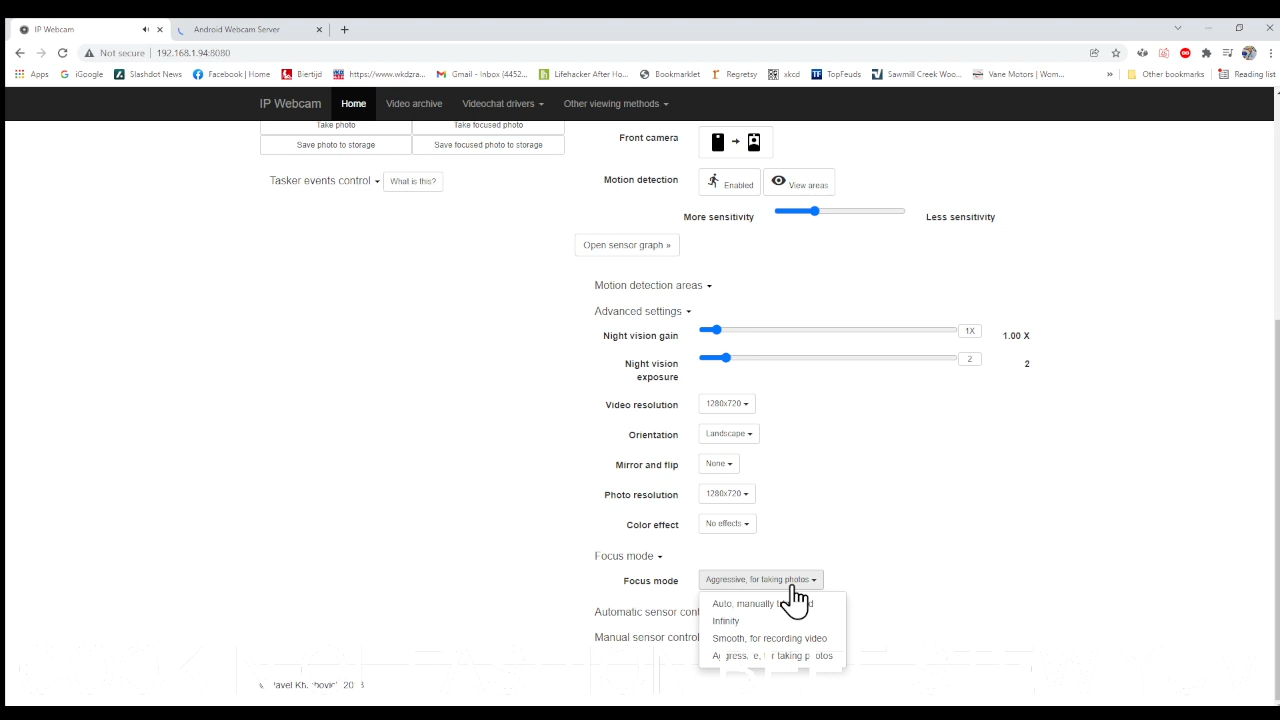 IP Webcam
Android Webcam Server
Not secure 192.168.1.94:8080
Apps iGoogle Slashdot News Facebook | Home Biertijd https://www.wkdzra... Gmail - Inbox (4452... Lifehacker After Ho... Bookmarklet Regretsy xkcd TopFeuds Sawmill Creek Woo... Vane Motors | Wom... » Other bookmarks Reading list
IP Webcam Home Video archive Videochat drivers Other viewing methods
Take photo Take focused photo
Save photo to storage Save focused photo to storage
Tasker events control What is this?
Front camera
Motion detection Enabled View areas
More sensitivity Less sensitivity
Open sensor graph »
Motion detection areas
Advanced settings
Night vision gain 1X 1.00 X
Night vision exposure 2 2
Video resolution 1280x720
Orientation Landscape
Mirror and flip None
Photo resolution 1280x720
Color effect No effects
Focus mode
Focus mode Aggressive, for taking photos
Auto, manually
Infinity
Smooth, for recording video
Automatic sensor
Manual sensor control
taking photos